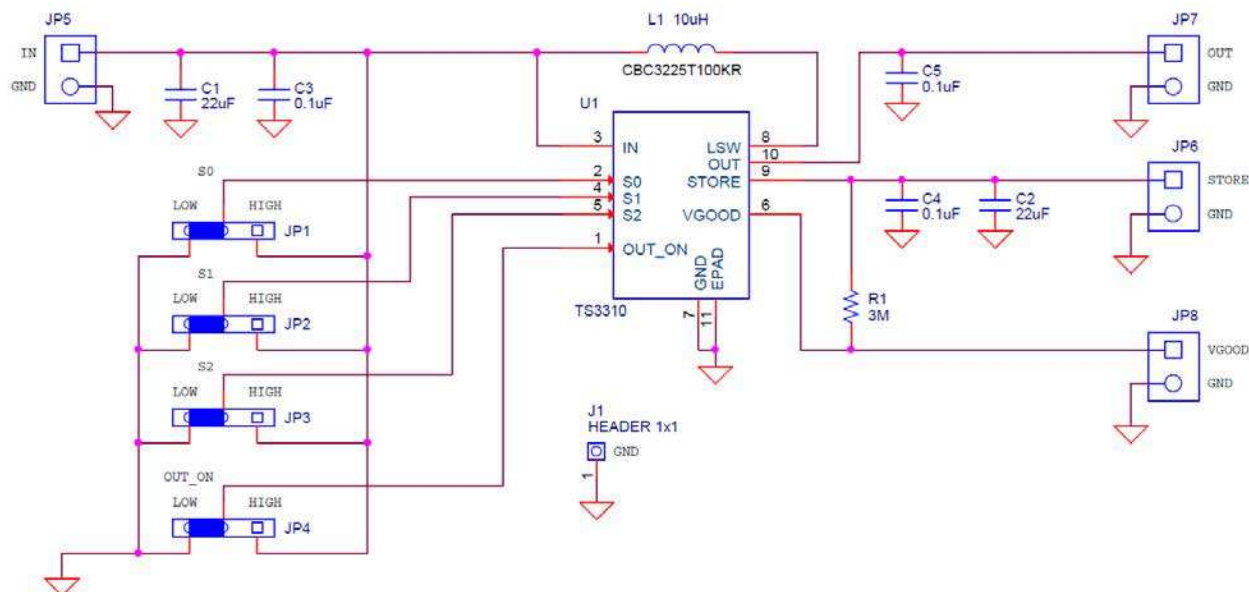 JP5
IN
GND
C1
22uF
C3
0.1uF
L1 10uH
CBC3225T100KR
C5
0.1uF
JP7
OUT
GND
U1
3 IN
2 S0
4 S1
5 S2
1 OUT_ON
LSW 8
OUT 10
STORE 9
VGOOD 6
GND 7
EPAD 11
TS3310
JP6
STORE
GND
C4
0.1uF
C2
22uF
R1
3M
JP8
VGOOD
GND
S0
LOW HIGH
JP1
S1
LOW HIGH
JP2
S2
LOW HIGH
JP3
OUT_ON
LOW HIGH
JP4
J1
HEADER 1x1
GND
1